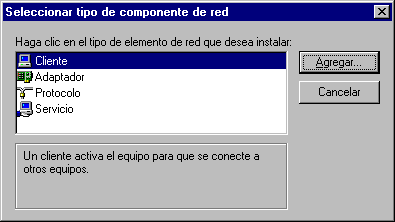 Seleccionar tipo de componente de red
Haga clic en el tipo de elemento de red que desea instalar:
Cliente
Adaptador
Protocolo
Servicio
Agregar...
Cancelar
Un cliente activa el equipo para que se conecte a
otros equipos.